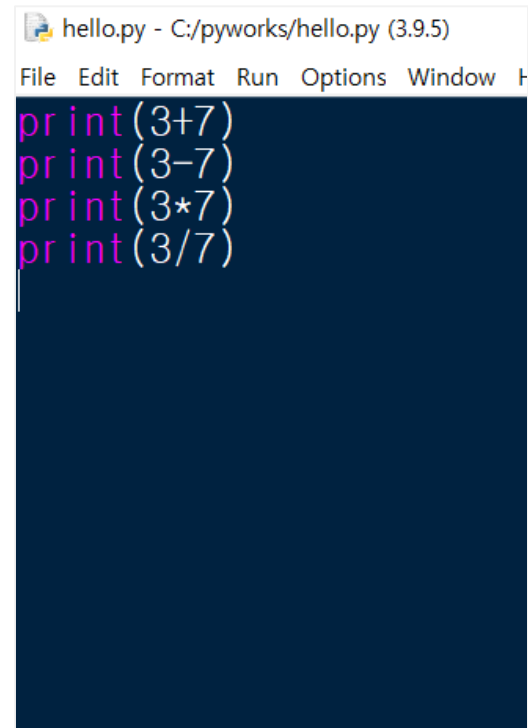 hello.py - C:/pyworks/hello.py (3.9.5)
File Edit Format Run Options Window H
print(3+7)
print(3-7)
print(3*7)
print(3/7)